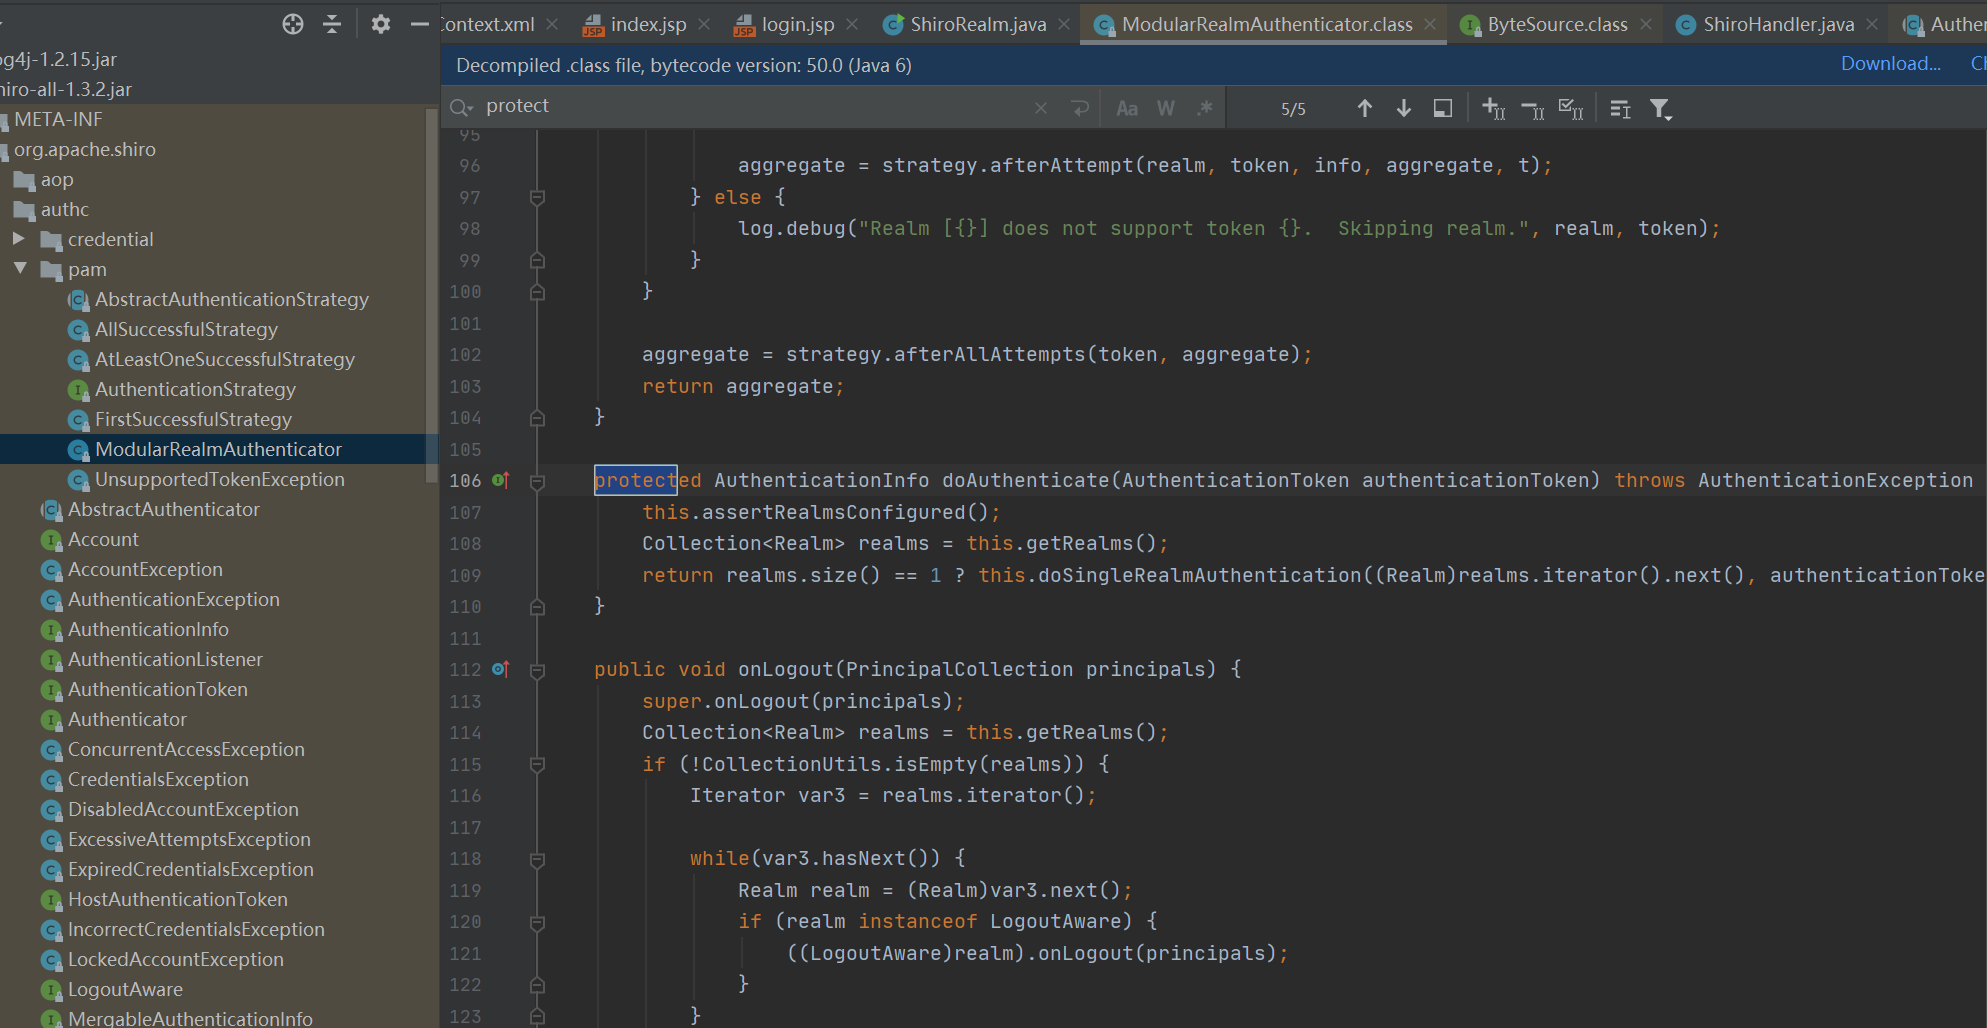 Context.xml
index.jsp
login.jsp
ShiroRealm.java
ModularRealmAuthenticator.class
ByteSource.class
ShiroHandler.java
Decompiled .class file, bytecode version: 50.0 (Java 6)
Download...
protect
Aa W .*
5/5
og4j-1.2.15.jar
hiro-all-1.3.2.jar
META-INF
org.apache.shiro
aop
authc
credential
pam
AbstractAuthenticationStrategy
AllSuccessfulStrategy
AtLeastOneSuccessfulStrategy
AuthenticationStrategy
FirstSuccessfulStrategy
ModularRealmAuthenticator
UnsupportedTokenException
AbstractAuthenticator
Account
AccountException
AuthenticationException
AuthenticationInfo
AuthenticationListener
AuthenticationToken
Authenticator
ConcurrentAccessException
CredentialsException
DisabledAccountException
ExcessiveAttemptsException
ExpiredCredentialsException
HostAuthenticationToken
IncorrectCredentialsException
LockedAccountException
LogoutAware
MergableAuthenticationInfo
95
96 aggregate = strategy.afterAttempt(realm, token, info, aggregate, t);
97 } else {
98 log.debug("Realm [{}] does not support token {}.  Skipping realm.", realm, token);
99 }
100 }
101
102 aggregate = strategy.afterAllAttempts(token, aggregate);
103 return aggregate;
104 }
105
106 protected AuthenticationInfo doAuthenticate(AuthenticationToken authenticationToken) throws AuthenticationException
107 this.assertRealmsConfigured();
108 Collection<Realm> realms = this.getRealms();
109 return realms.size() == 1 ? this.doSingleRealmAuthentication((Realm)realms.iterator().next(), authenticationToke
110 }
111
112 public void onLogout(PrincipalCollection principals) {
113 super.onLogout(principals);
114 Collection<Realm> realms = this.getRealms();
115 if (!CollectionUtils.isEmpty(realms)) {
116 Iterator var3 = realms.iterator();
117
118 while(var3.hasNext()) {
119 Realm realm = (Realm)var3.next();
120 if (realm instanceof LogoutAware) {
121 ((LogoutAware)realm).onLogout(principals);
122 }
123 }